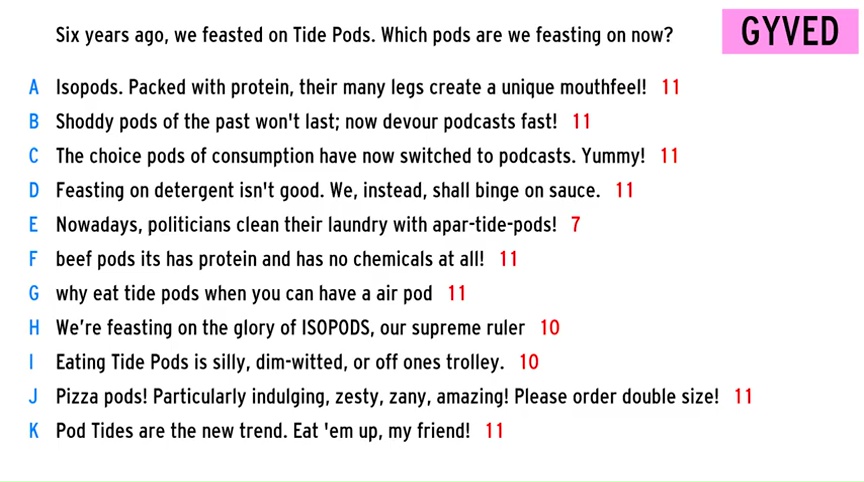 Six years ago, we feasted on Tide Pods. Which pods are we feasting on now?
GYVED
A Isopods. Packed with protein, their many legs create a unique mouthfeel! 11
B Shoddy pods of the past won't last; now devour podcasts fast! 11
C The choice pods of consumption have now switched to podcasts. Yummy! 11
D Feasting on detergent isn't good. We, instead, shall binge on sauce. 11
E Nowadays, politicians clean their laundry with apar-tide-pods! 7
F beef pods its has protein and has no chemicals at all! 11
G why eat tide pods when you can have a air pod 11
H We're feasting on the glory of ISOPODS, our supreme ruler 10
I Eating Tide Pods is silly, dim-witted, or off ones trolley. 10
J Pizza pods! Particularly indulging, zesty, zany, amazing! Please order double size! 11
K Pod Tides are the new trend. Eat 'em up, my friend! 11